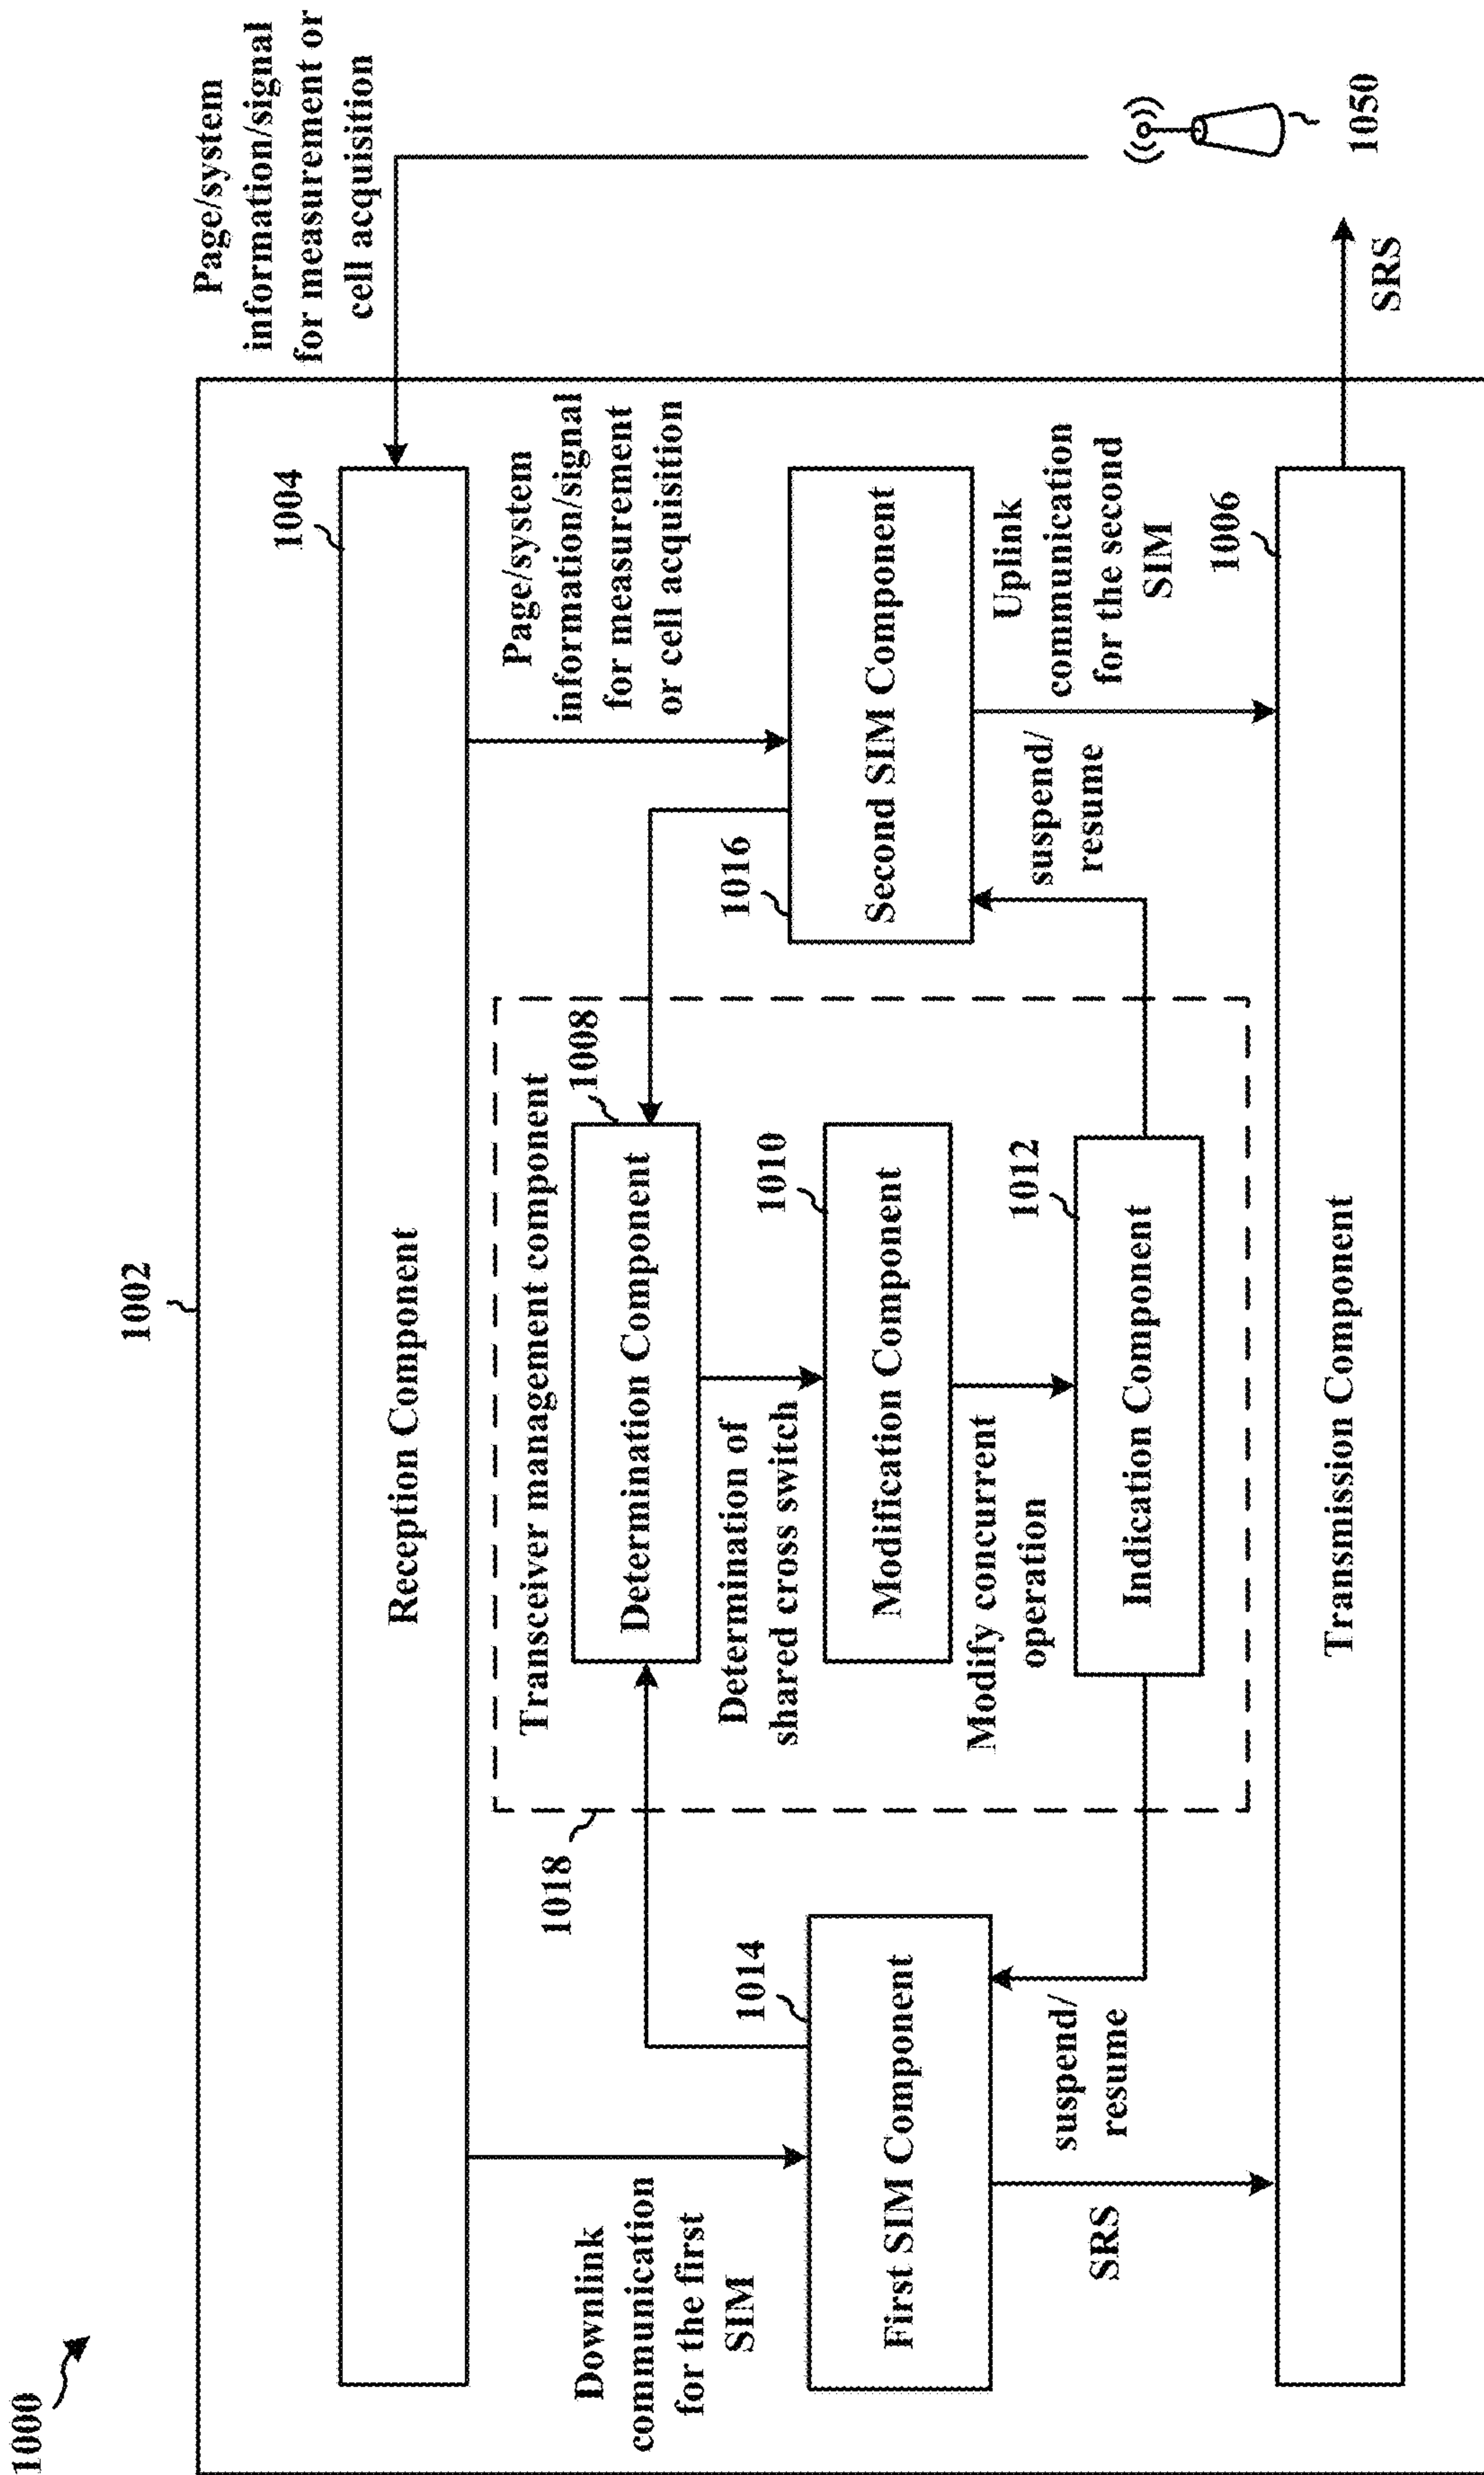 1000
1002
Reception Component
1004
Page/system
information/signal
for measurement or
cell acquisition
Downlink
communication
for the first
SIM
1018
Transceiver management component
1008
Determination Component
Page/system
information/signal
for measurement
or cell acquisition
Determination of
shared cross switch
1014
First SIM Component
1010
Modification Component
1016
Second SIM Component
Modify concurrent
operation
suspend/
resume
1012
Indication Component
suspend/
resume
Uplink
communication
for the second
SIM
SRS
1006
Transmission Component
SRS
1050